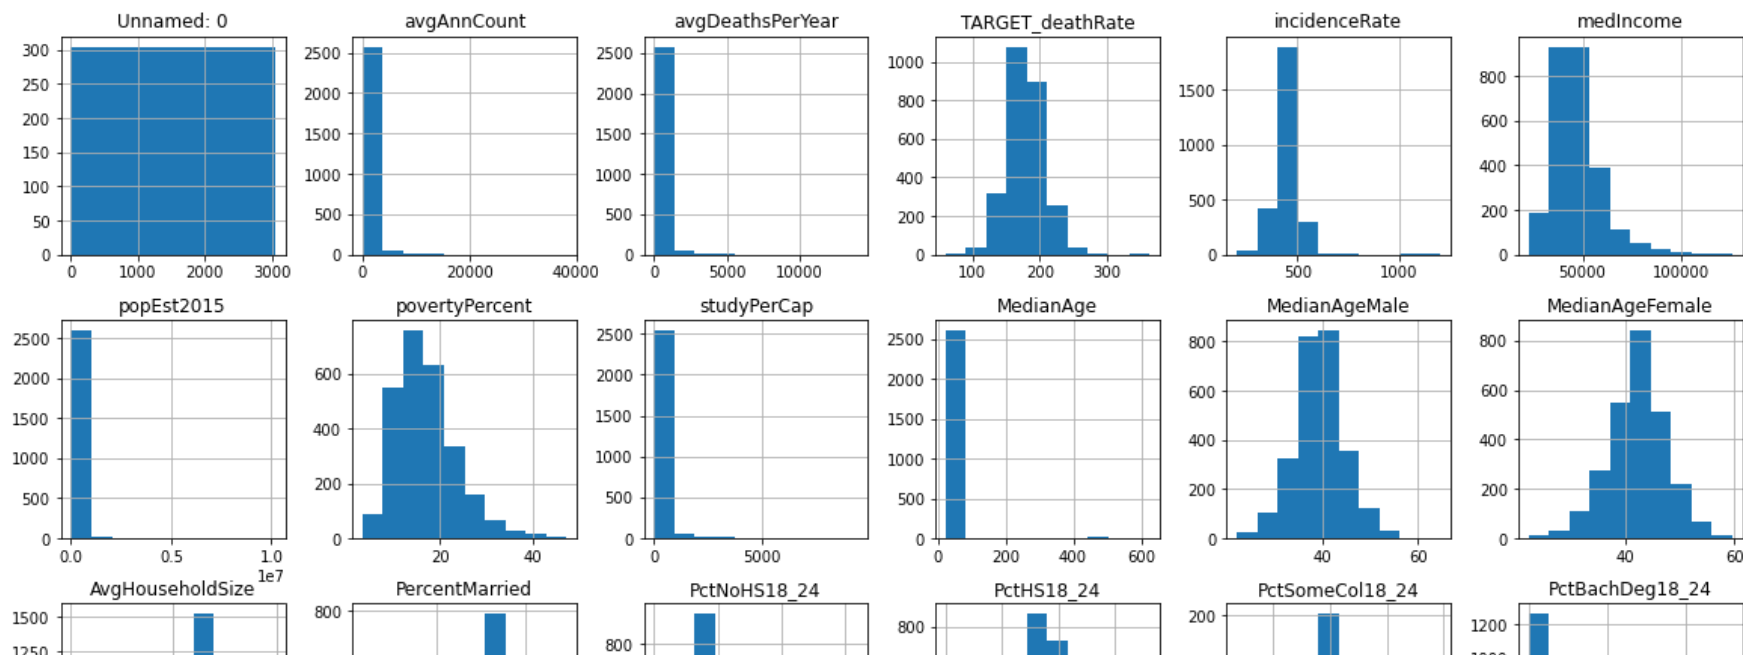 Unnamed: 0 avgAnnCount avgDeathsPerYear TARGET_deathRate incidenceRate medIncome
300 2500 2500 1000 1500 800
250 2000 2000 800 1000 600
200 1500 1500 600 500 400
150 1000 1000 400 0 200
100 500 500 200 0
50 0 0 0
0
0 1000 2000 3000 0 20000 40000 0 5000 10000 100 200 300 500 1000 50000 100000
popEst2015 povertyPercent studyPerCap MedianAge MedianAgeMale MedianAgeFemale
2500 600 2500 2500 800 800
2000 400 2000 2000 600 600
1500 200 1500 1500 400 400
1000 0 1000 1000 200 200
500 500 500 0 0
0 0 0
0.0 0.5 1.0 20 40 0 5000 0 200 400 600 40 60 40 60
1e7
AvgHouseholdSize PercentMarried PctNoHS18_24 PctHS18_24 PctSomeCol18_24 PctBachDeg18_24
1500 800 800 800 200 1200
1250